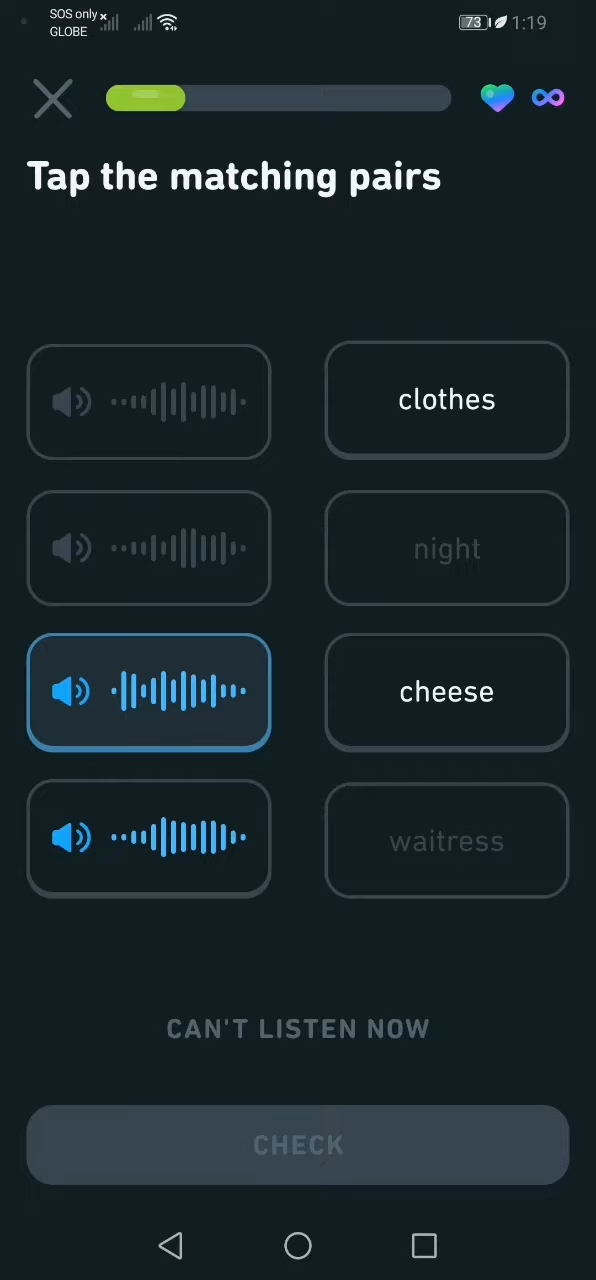 SOS only
GLOBE
73
1:19
Tap the matching pairs
clothes
night
cheese
waitress
CAN'T LISTEN NOW
CHECK